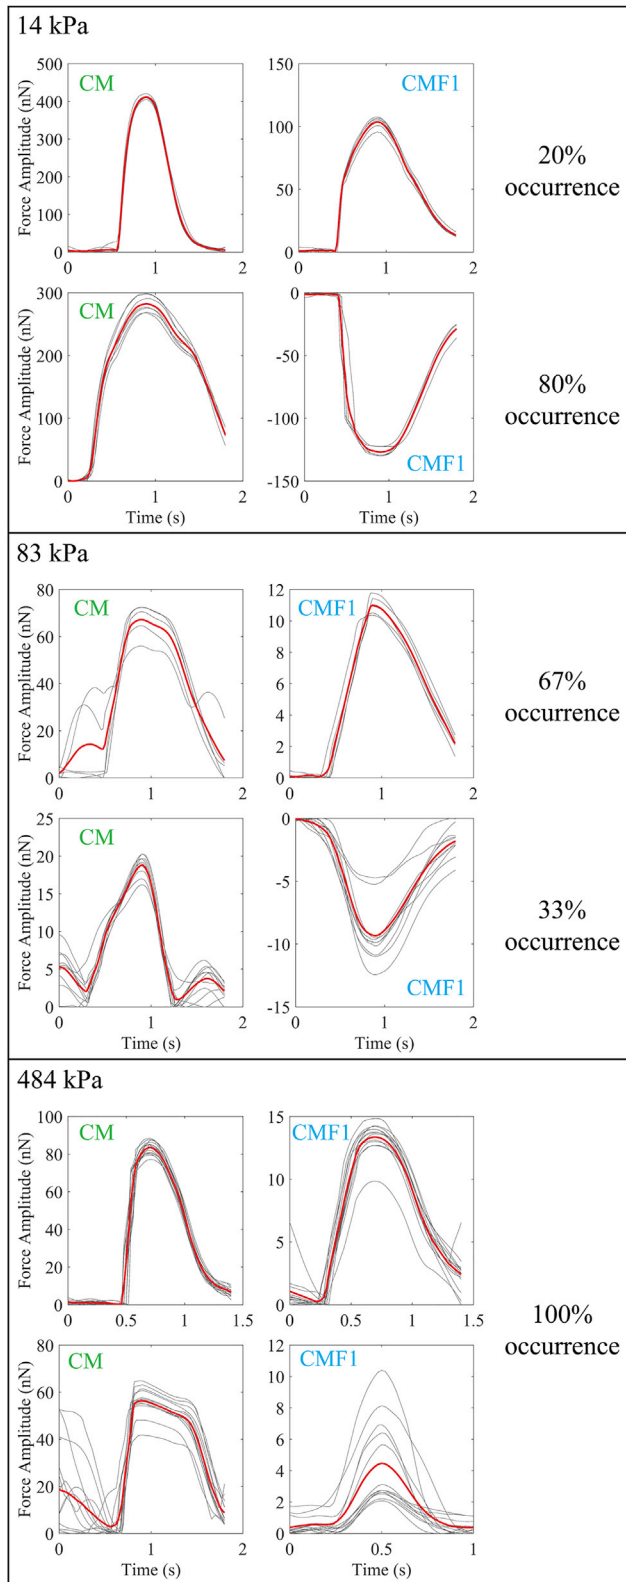 14 kPa
CM
CMF1
Force Amplitude (nN)
500
400
300
200
100
0
0 1 2
150
100
50
0
0 1 2
20%
occurrence
CM
CMF1
Force Amplitude (nN)
300
200
100
0
0 1 2
Time (s)
0
-50
-100
-150
0 1 2
Time (s)
80%
occurrence
83 kPa
CM
CMF1
Force Amplitude (nN)
80
60
40
20
0
0 1 2
12
10
8
6
4
2
0
0 1 2
67%
occurrence
CM
CMF1
Force Amplitude (nN)
25
20
15
10
5
0
0 1 2
Time (s)
0
-5
-10
-15
0 1 2
Time (s)
33%
occurrence
484 kPa
CM
CMF1
Force Amplitude (nN)
100
80
60
40
20
0
0 0.5 1 1.5
15
10
5
0
0 0.5 1 1.5
100%
occurrence
CM
CMF1
Force Amplitude (nN)
80
60
40
20
0
0 1 2
Time (s)
12
10
8
6
4
2
0
0 0.5 1
Time (s)